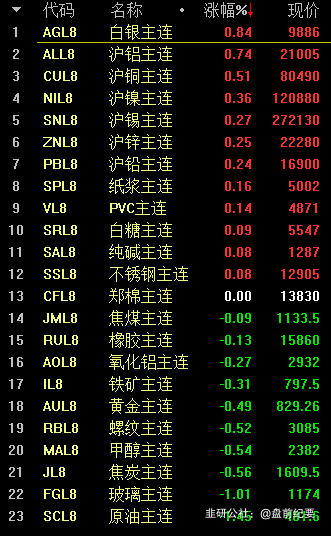 代码 名称 • 涨幅%↓ 现价
1 AGL8 白银主连 0.84 9886
2 ALL8 沪铝主连 0.74 21005
3 CUL8 沪铜主连 0.51 80490
4 NIL8 沪镍主连 0.36 120880
5 SNL8 沪锡主连 0.27 272130
6 ZNL8 沪锌主连 0.25 22280
7 PBL8 沪铅主连 0.24 16900
8 SPL8 纸浆主连 0.16 5002
9 VL8 PVC主连 0.14 4871
10 SRL8 白糖主连 0.09 5547
11 SAL8 纯碱主连 0.08 1287
12 SSL8 不锈钢主连 0.08 12905
13 CFL8 郑棉主连 0.00 13830
14 JML8 焦煤主连 -0.09 1133.5
15 RUL8 橡胶主连 -0.13 15860
16 AOL8 氧化铝主连 -0.27 2932
17 IL8 铁矿主连 -0.31 797.5
18 AUL8 黄金主连 -0.49 829.26
19 RBL8 螺纹主连 -0.52 3085
20 MAL8 甲醇主连 -0.54 2382
21 JL8 焦炭主连 -0.56 1609.5
22 FGL8 玻璃主连 -1.01 1174
23 SCL8 原油主连
韭研公社：@盘前纪要